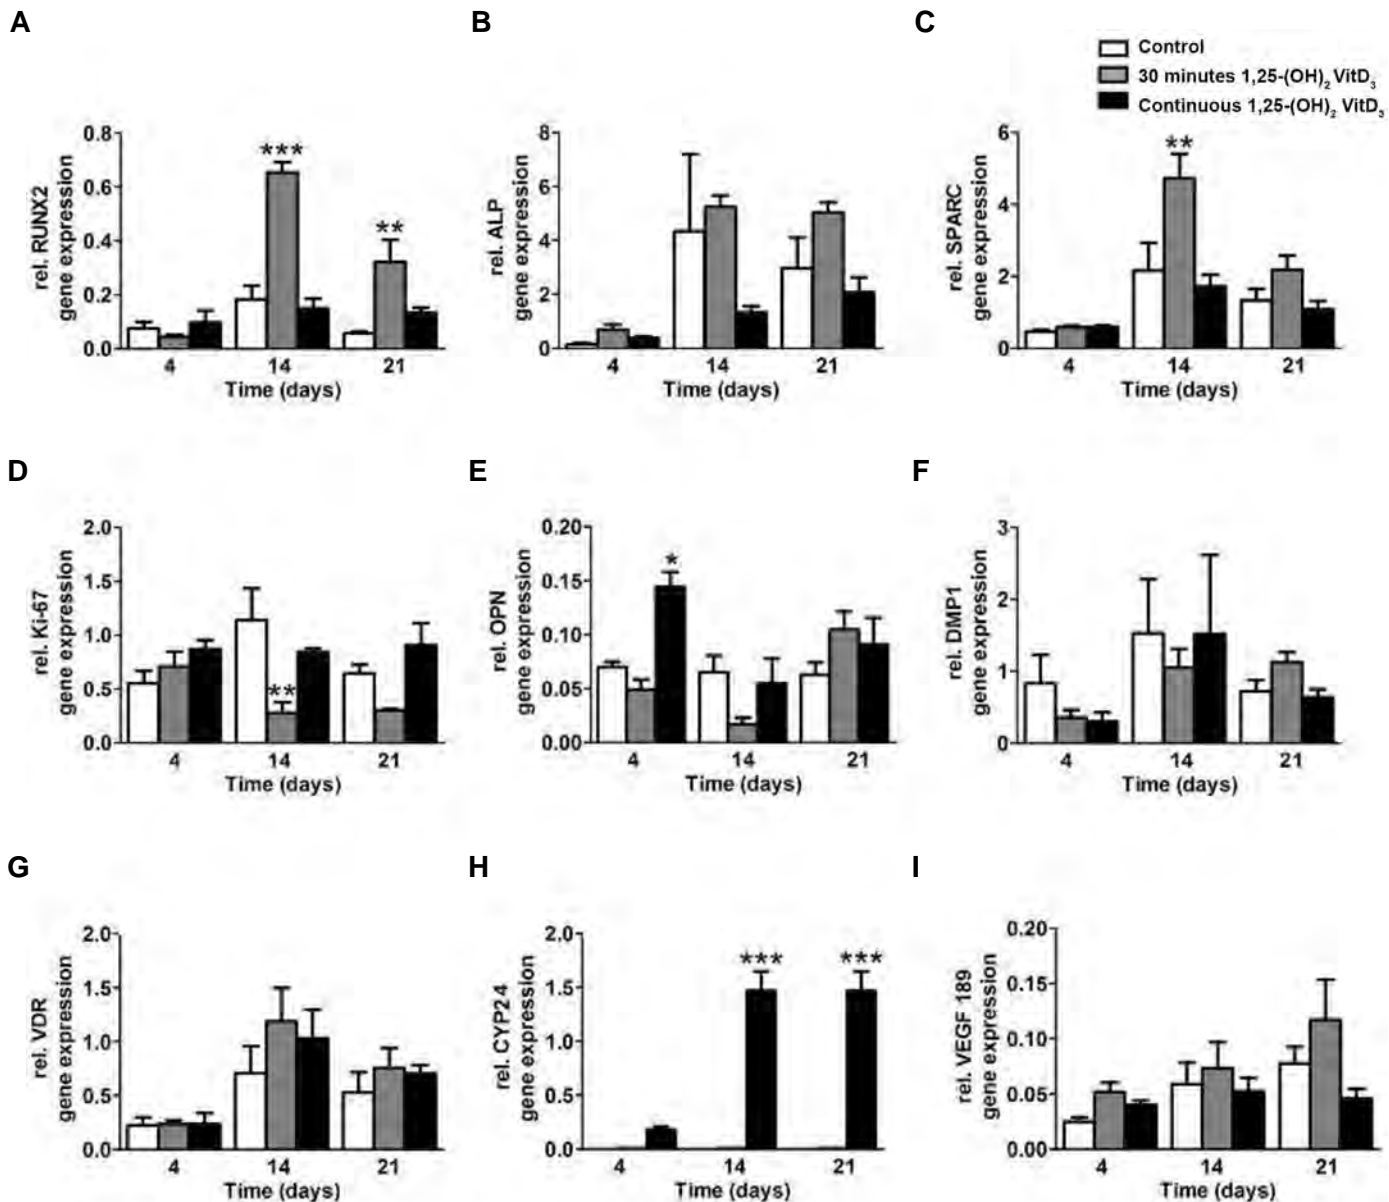 A
B
C
Control
30 minutes 1,25-(OH)₂ VitD₃
Continuous 1,25-(OH)₂ VitD₃
rel. RUNX2
gene expression
0.8
0.6
0.4
0.2
0.0
***
**
4 14 21
Time (days)
rel. ALP
gene expression
8
6
4
2
0
4 14 21
Time (days)
rel. SPARC
gene expression
6
4
2
0
**
4 14 21
Time (days)
D
E
F
rel. Ki-67
gene expression
2.0
1.5
1.0
0.5
0.0
**
4 14 21
Time (days)
rel. OPN
gene expression
0.20
0.15
0.10
0.05
0.00
*
4 14 21
Time (days)
rel. DMP1
gene expression
3
2
1
0
4 14 21
Time (days)
G
H
I
rel. VDR
gene expression
2.0
1.5
1.0
0.5
0.0
4 14 21
Time (days)
rel. CYP24
gene expression
2.0
1.5
1.0
0.5
0.0
*** ***
4 14 21
Time (days)
rel. VEGF 189
gene expression
0.20
0.15
0.10
0.05
0.00
4 14 21
Time (days)